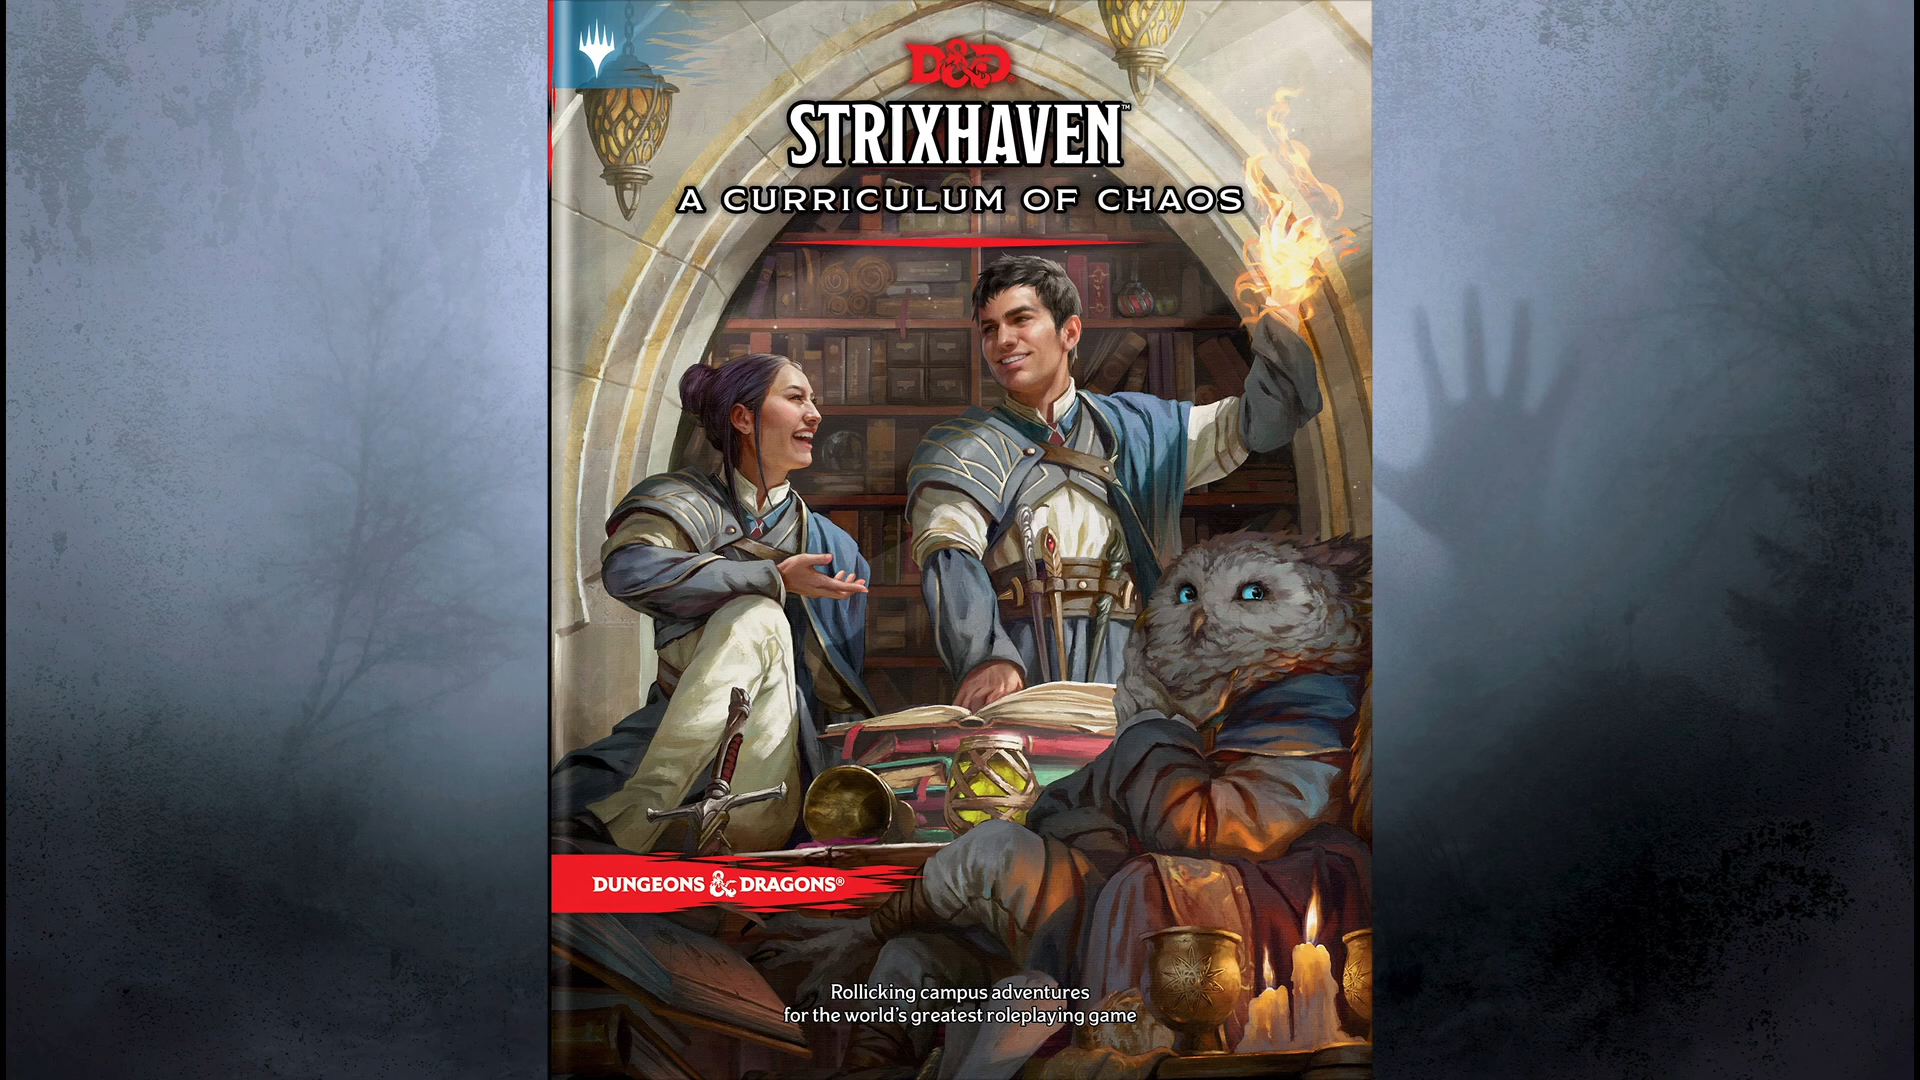 D&D
STRIXHAVEN™
A CURRICULUM OF CHAOS
DUNGEONS & DRAGONS®
Rollicking campus adventures
for the world's greatest roleplaying game